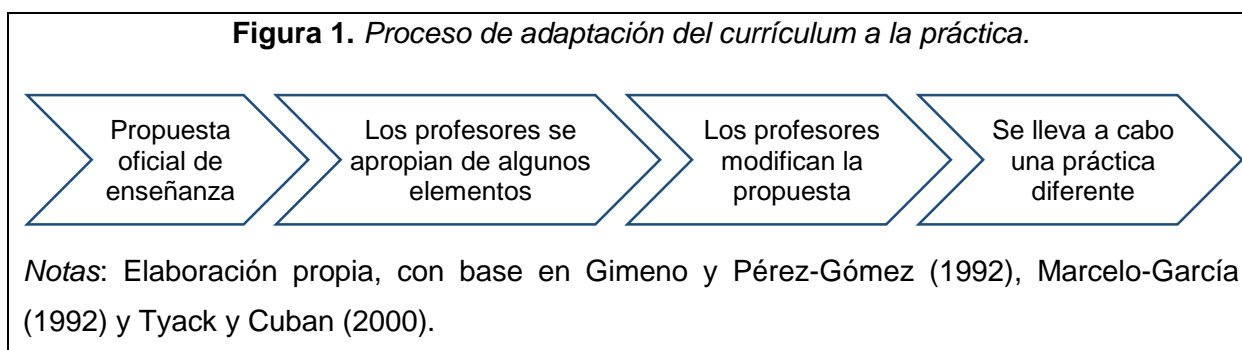 Figura 1. Proceso de adaptación del currículum a la práctica.
Propuesta
oficial de
enseñanza
Los profesores se
apropian de algunos
elementos
Los profesores
modifican la
propuesta
Se lleva a cabo
una práctica
diferente
Notas: Elaboración propia, con base en Gimeno y Pérez-Gómez (1992), Marcelo-García
(1992) y Tyack y Cuban (2000).